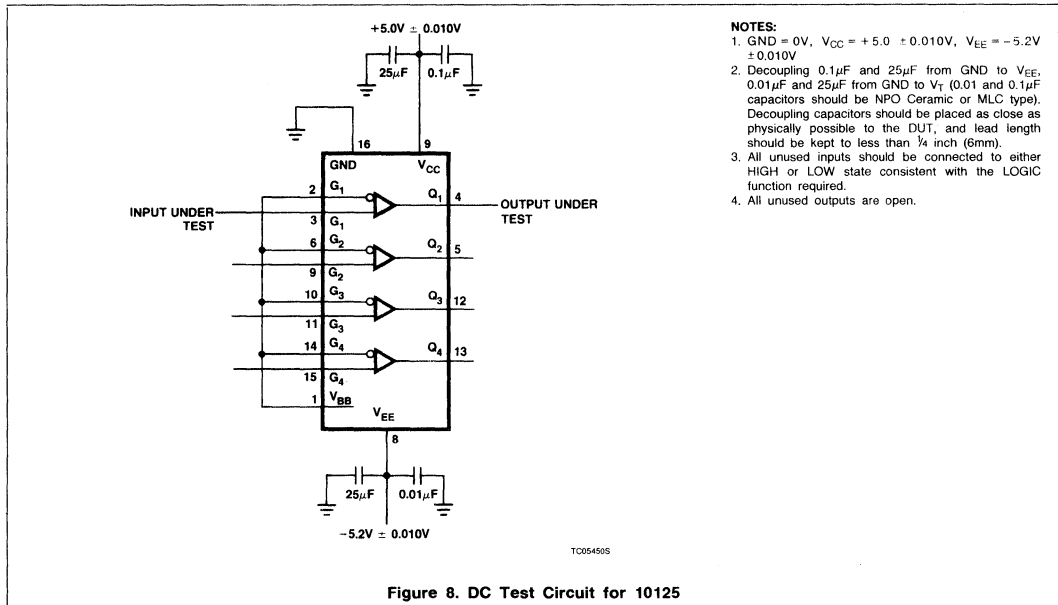 +5.0V ± 0.010V
25μF
0.1μF
16
9
GND
VCC
2
G1
Q1
4
INPUT UNDER
TEST
OUTPUT UNDER
TEST
3
G1
6
G2
Q2
5
9
G2
10
G3
Q3
12
11
G3
14
G4
Q4
13
15
G4
1
VBB
VEE
8
25μF
0.01μF
−5.2V ± 0.010V
TC05450S
NOTES:
1. GND = 0V, VCC = +5.0 ±0.010V, VEE = −5.2V
±0.010V
2. Decoupling 0.1μF and 25μF from GND to VEE,
0.01μF and 25μF from GND to VT (0.01 and 0.1μF
capacitors should be NPO Ceramic or MLC type).
Decoupling capacitors should be placed as close as
physically possible to the DUT, and lead length
should be kept to less than ¼ inch (6mm).
3. All unused inputs should be connected to either
HIGH or LOW state consistent with the LOGIC
function required.
4. All unused outputs are open.
Figure 8. DC Test Circuit for 10125